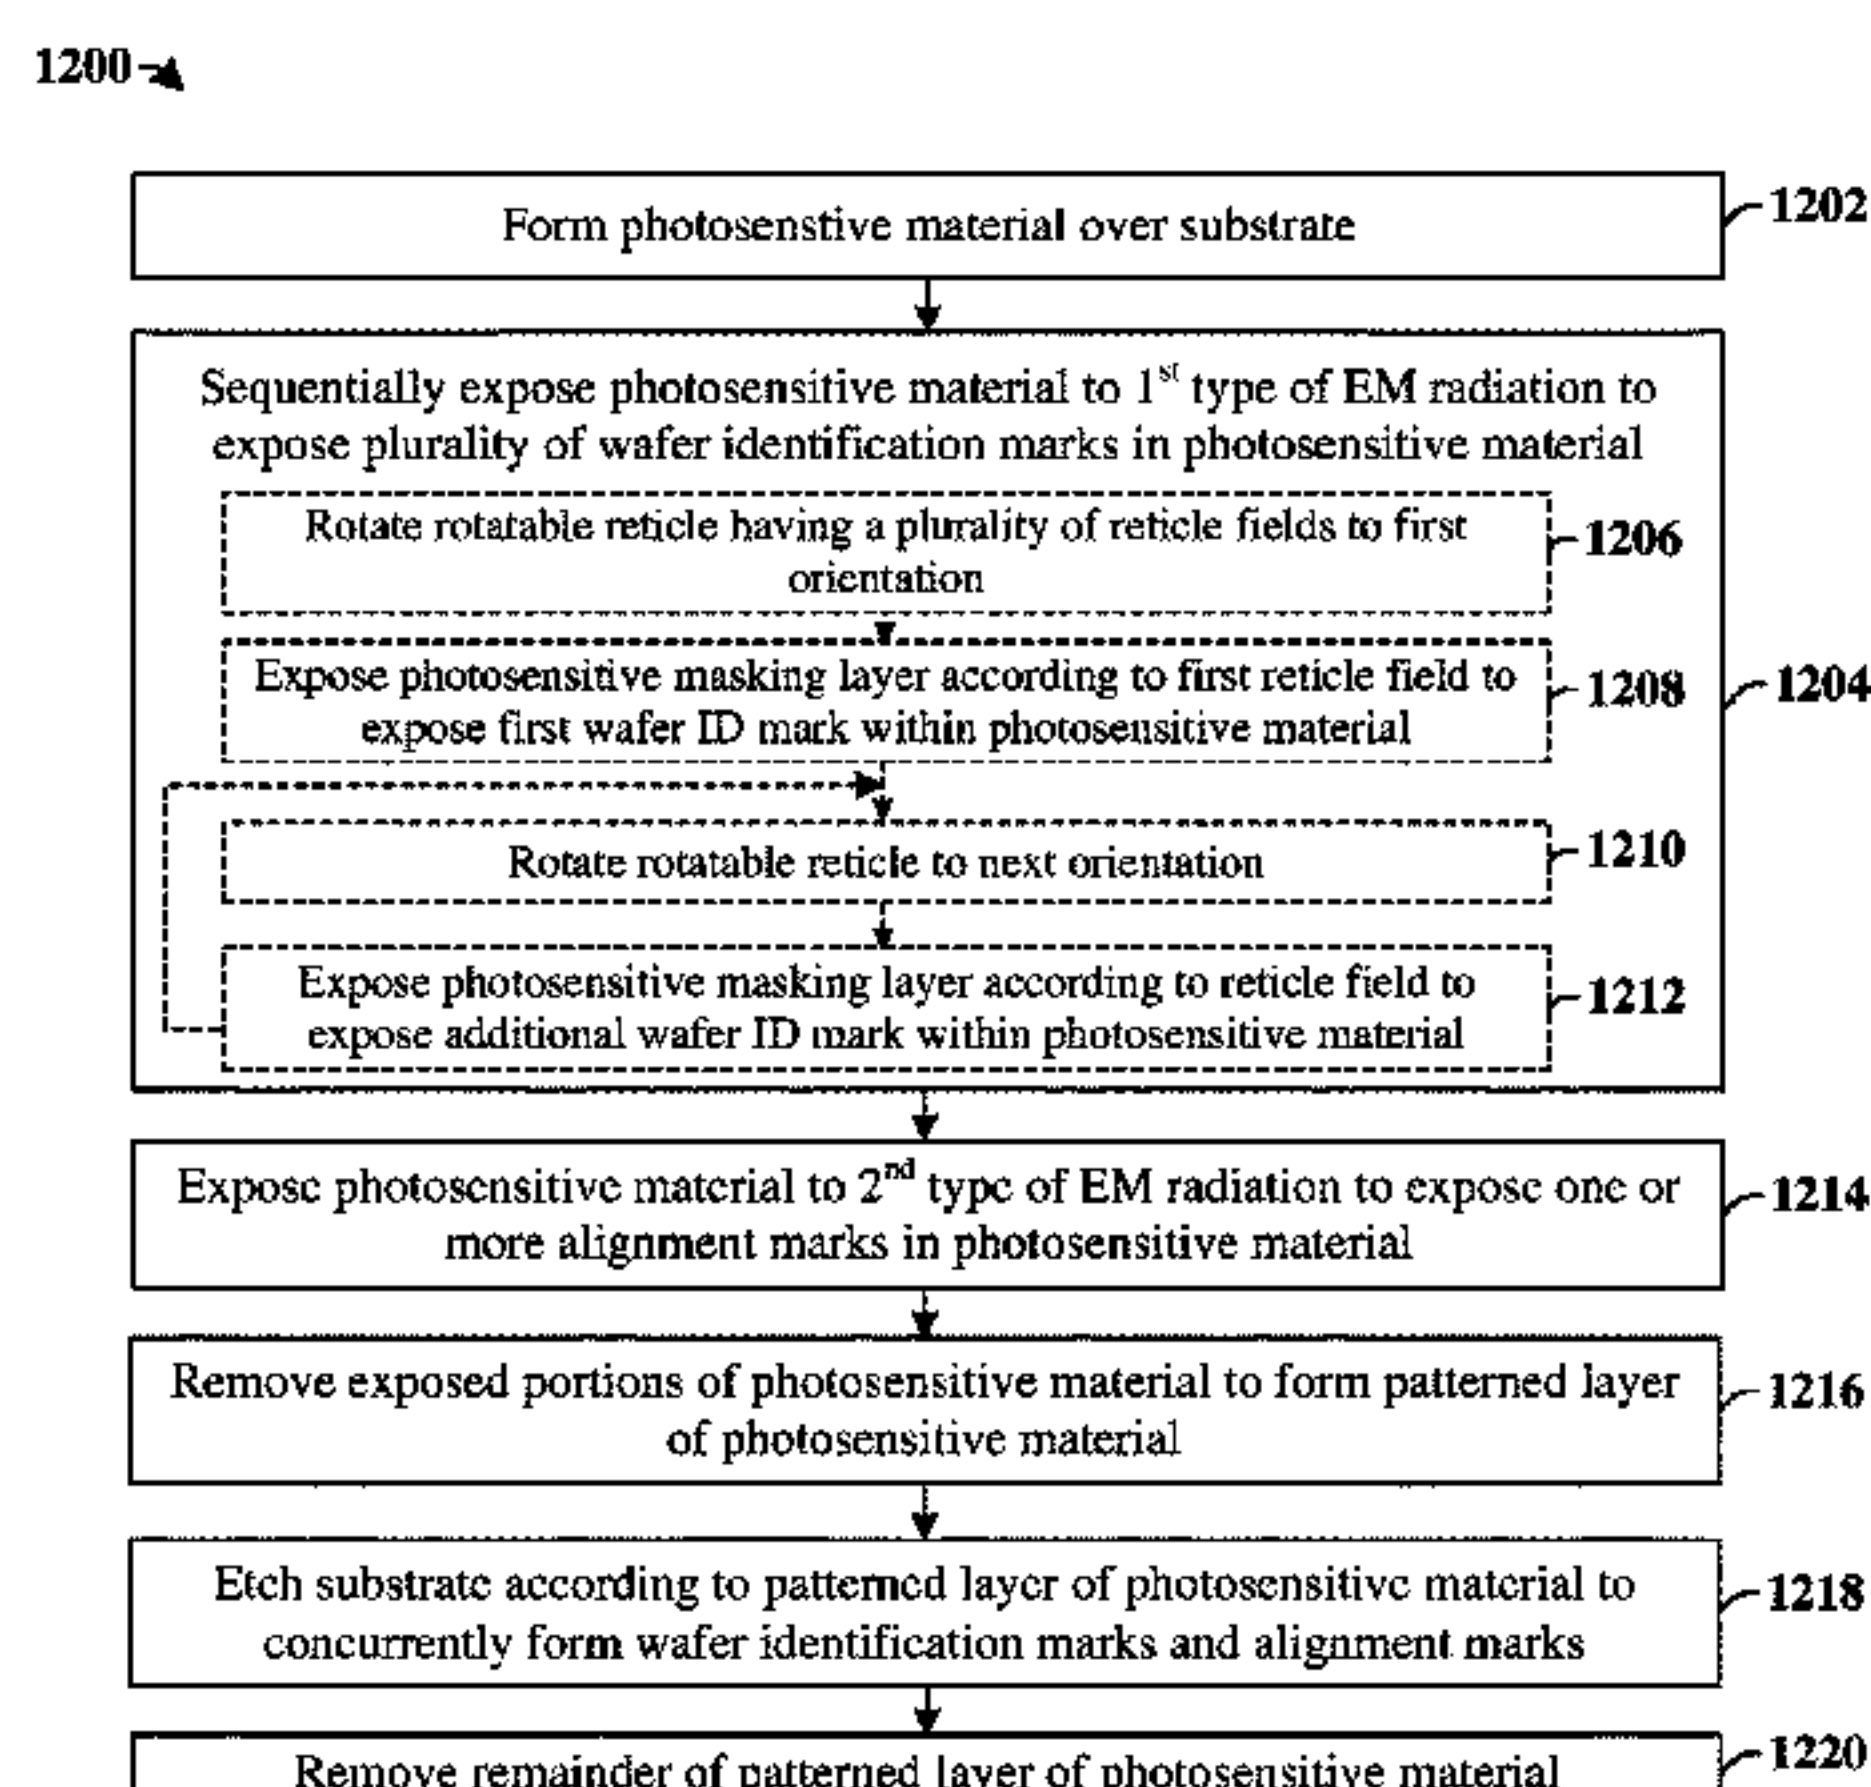 1200
Form photosenstive material over substrate
1202
Sequentially expose photosensitive material to 1st type of EM radiation to
expose plurality of wafer identification marks in photosensitive material
Rotate rotatable reticle having a plurality of reticle fields to first
orientation
1206
Expose photosensitive masking layer according to first reticle field to
expose first wafer ID mark within photosensitive material
1208
1204
Rotate rotatable reticle to next orientation
1210
Expose photosensitive masking layer according to reticle field to
expose additional wafer ID mark within photosensitive material
1212
Expose photosensitive material to 2nd type of EM radiation to expose one or
more alignment marks in photosensitive material
1214
Remove exposed portions of photosensitive material to form patterned layer
of photosensitive material
1216
Etch substrate according to patterned layer of photosensitive material to
concurrently form wafer identification marks and alignment marks
1218
Remove remainder of patterned layer of photosensitive material
1220